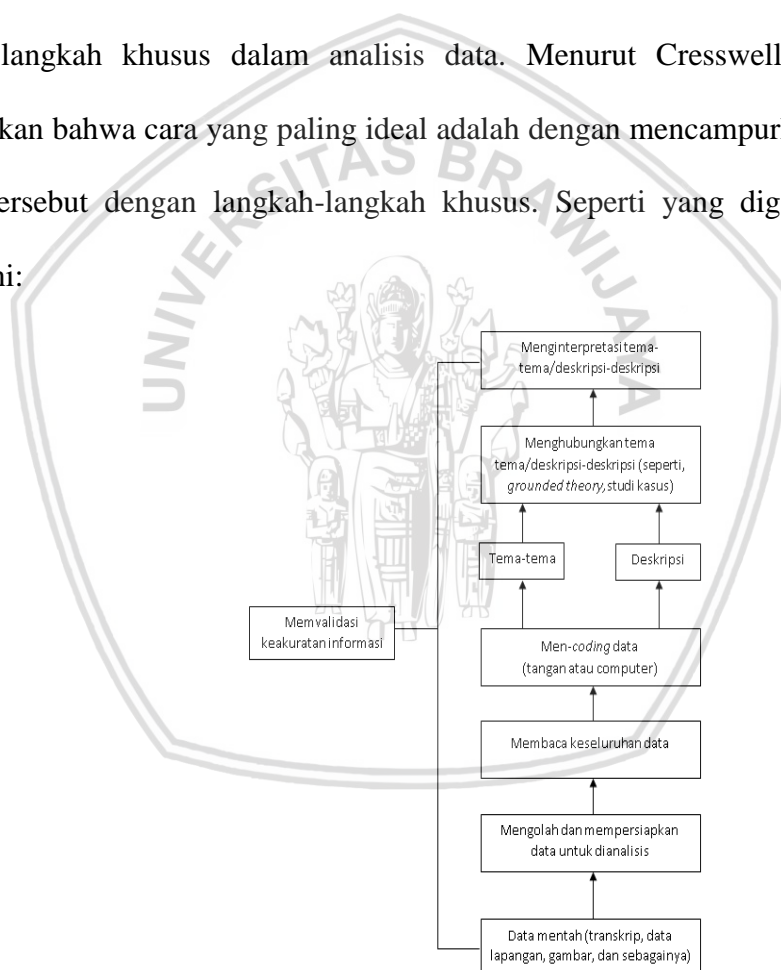 langkah khusus dalam analisis data. Menurut Cresswell
kan bahwa cara yang paling ideal adalah dengan mencampur
ersebut dengan langkah-langkah khusus. Seperti yang dig
ni:
UNIVERSITAS BRAWIJAYA
Menginterpretasi tema-
tema/deskripsi-deskripsi
Menghubungkan tema
tema/deskripsi-deskripsi (seperti,
grounded theory, studi kasus)
Tema-tema
Deskripsi
Memvalidasi
keakuratan informasi
Men-coding data
(tangan atau computer)
Membaca keseluruhan data
Mengolah dan mempersiapkan
data untuk dianalisis
Data mentah (transkrip, data
lapangan, gambar, dan sebagainya)